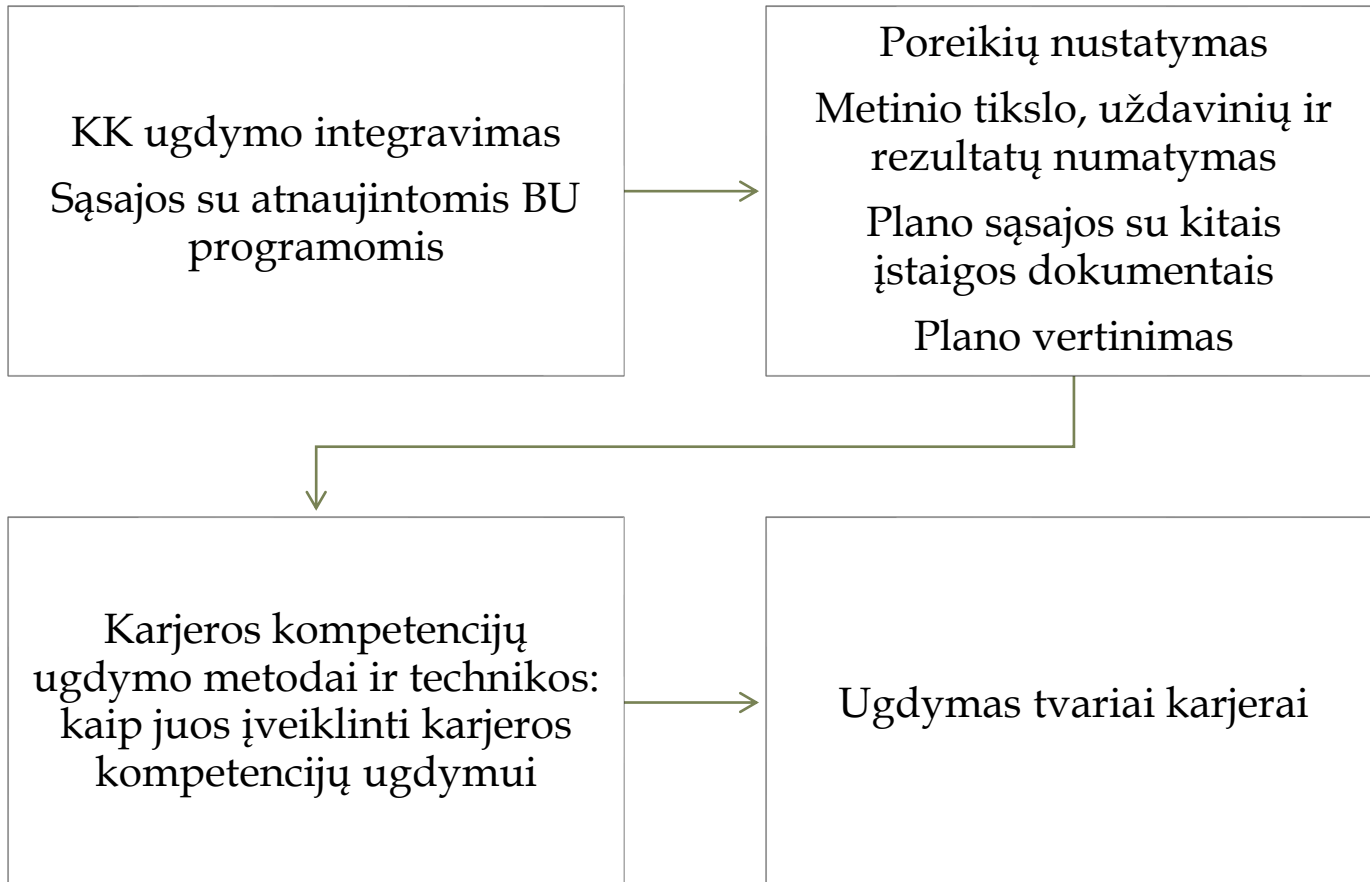 KK ugdymo integravimas
Sąsajos su atnaujintomis BU
programomis
Poreikių nustatymas
Metinio tikslo, uždavinių ir
rezultatų numatymas
Plano sąsajos su kitais
įstaigos dokumentais
Plano vertinimas
Karjeros kompetencijų
ugdymo metodai ir technikos:
kaip juos įveiklinti karjeros
kompetencijų ugdymui
Ugdymas tvariai karjerai